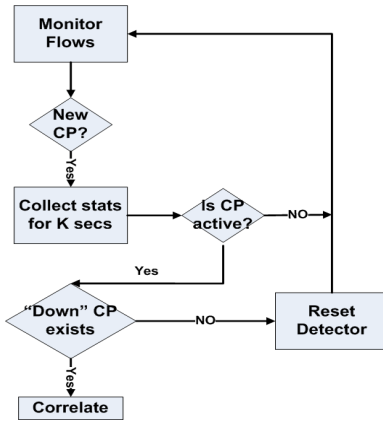 Monitor
Flows
New
CP?
Yes
Collect stats
for K secs
Is CP
active?
NO
Yes
“Down” CP
exists
NO
Reset
Detector
Yes
Correlate